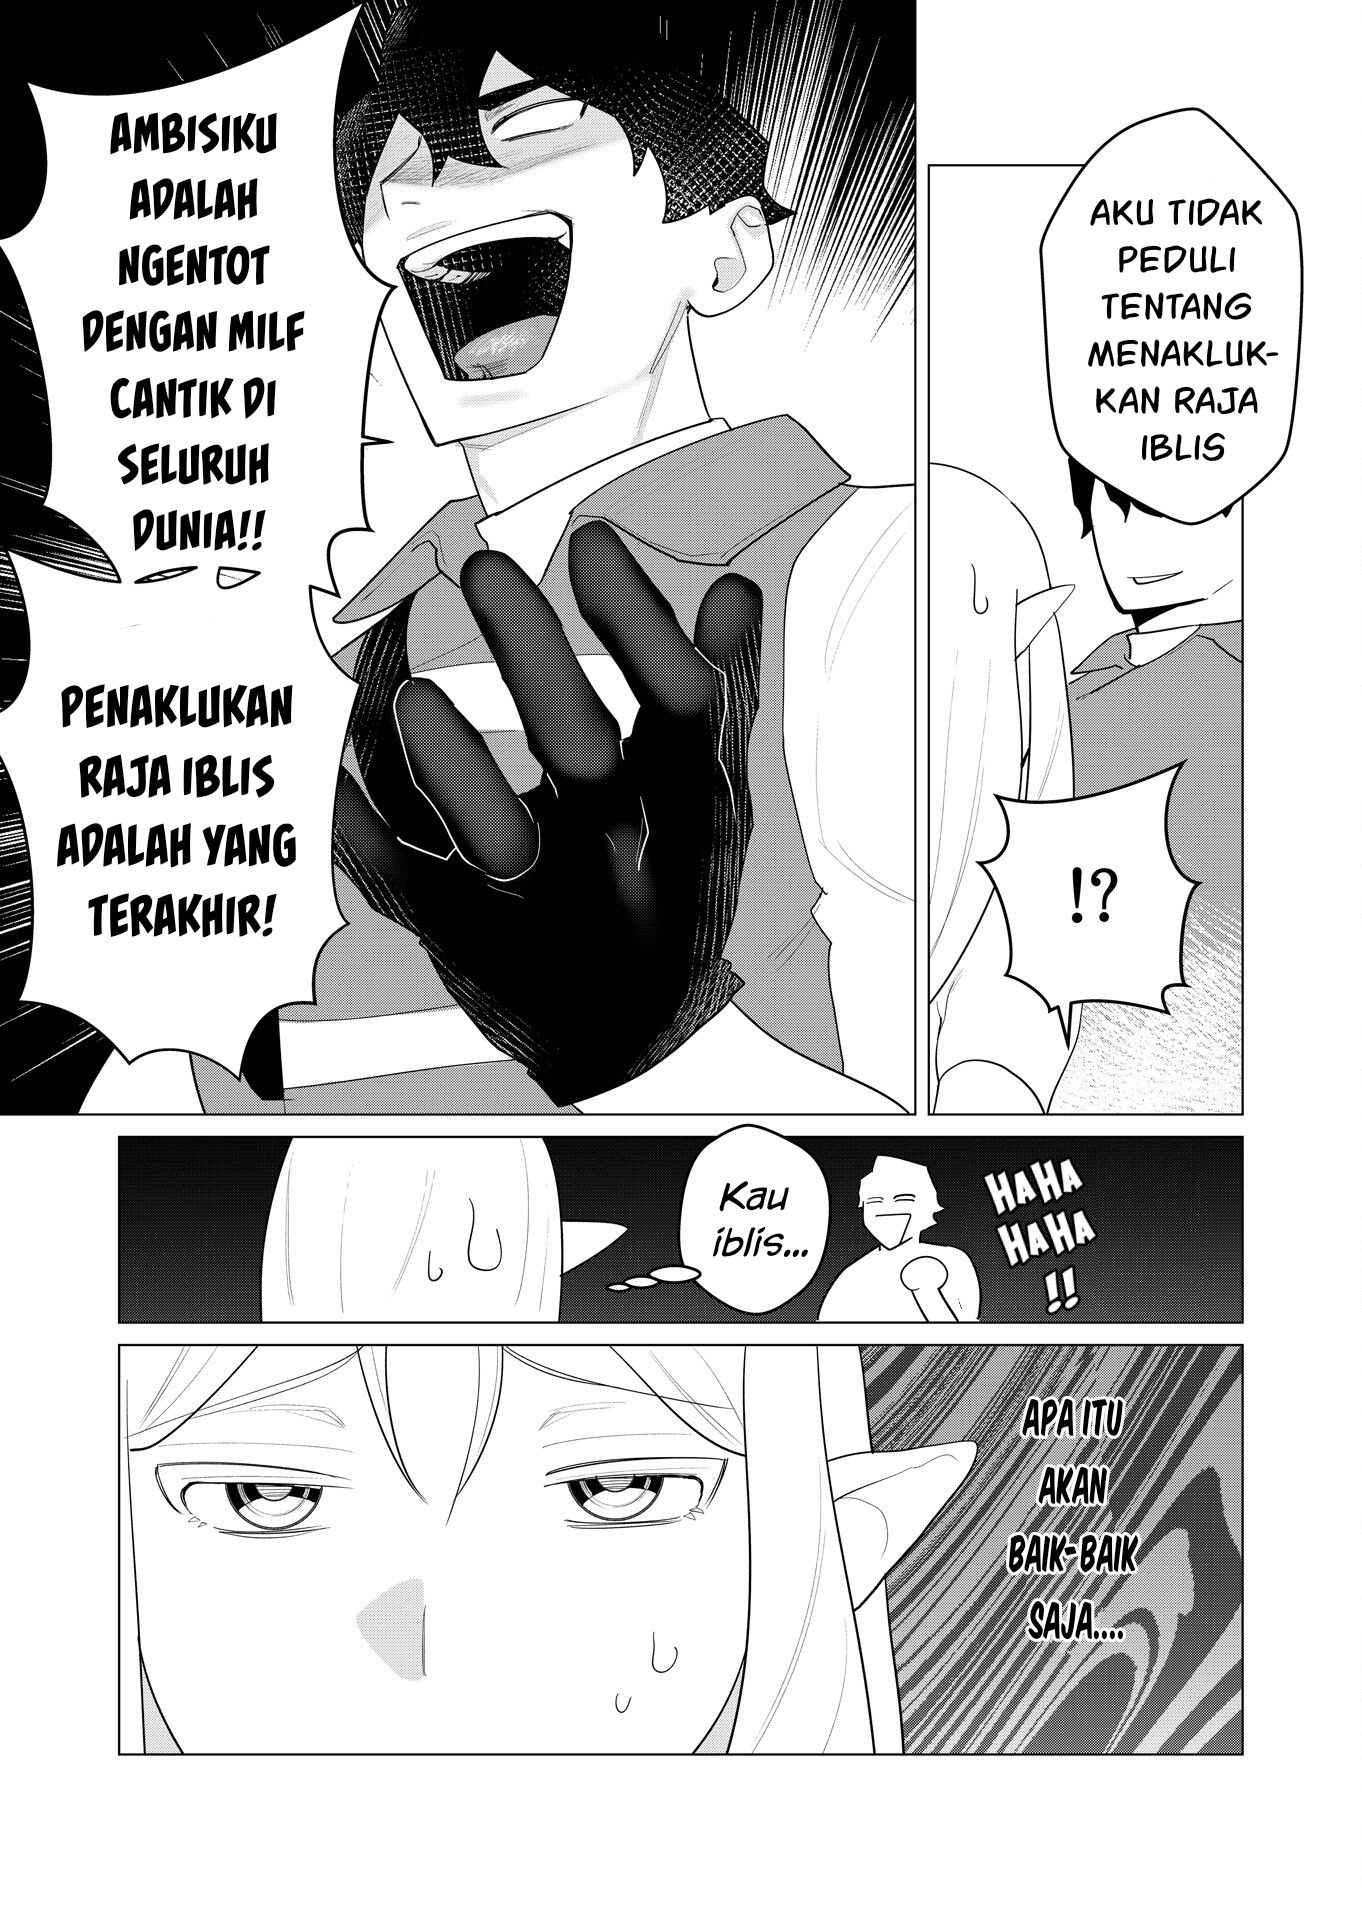 AKU TIDAK
PEDULI
TENTANG
MENAKLUK-
KAN RAJA
IBLIS
!?
AMBISIKU
ADALAH
NGENTOT
DENGAN MILF
CANTIK DI
SELURUH
DUNIA!!
PENAKLUKAN
RAJA IBLIS
ADALAH YANG
TERAKHIR!
HAHA
HAHA
!!
Kau
iblis...
APA ITU
AKAN
BAIK-BAIK
SAJA....